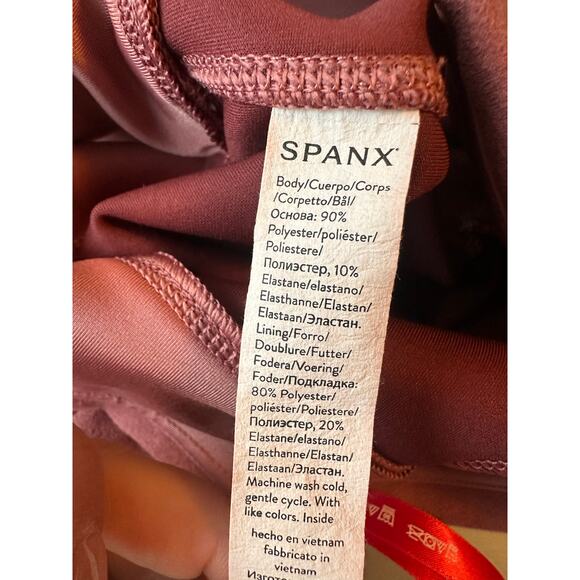 SPANX
Body/Cuerpo/Corps
/Corpetto/Bål/
Основа: 90%
Polyester/poliéster/
Poliestere/
Полиэстер, 10%
Elastane/elastano/
Elasthanne/Elastan/
Elastaan/Эластан.
Lining/Forro/
Doublure/Futter/
Fodera/Voering/
Foder/Подкладка:
80% Polyester/
poliéster/Poliestere/
Полиэстер, 20%
Elastane/elastano/
Elasthanne/Elastan/
Elastaan/Эластан.
Machine wash cold,
gentle cycle. With
like colors. Inside
hecho en vietnam
fabbricato in
vietnam